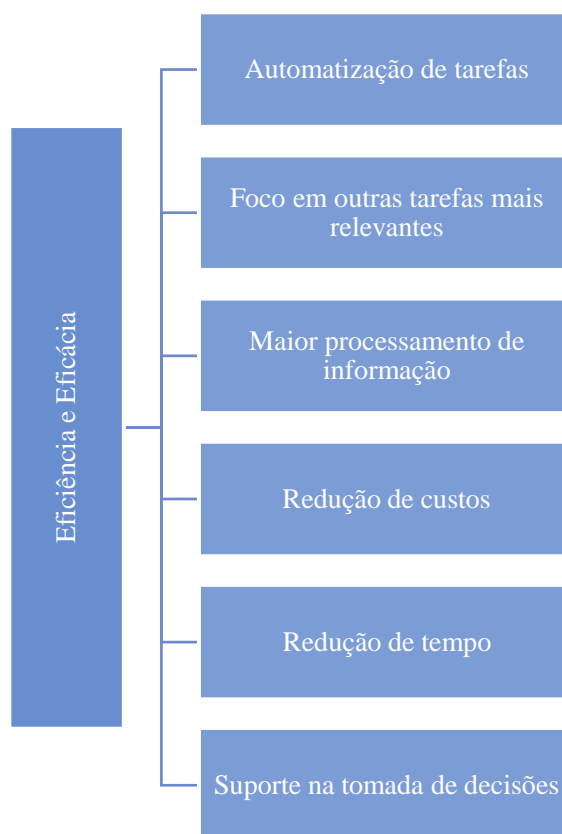 Eficiência e Eficácia
Automatização de tarefas
Foco em outras tarefas mais
relevantes
Maior processamento de
informação
Redução de custos
Redução de tempo
Suporte na tomada de decisões